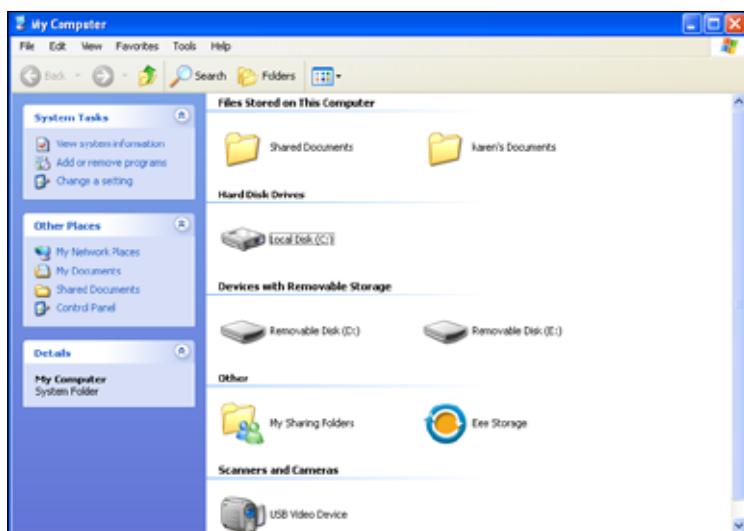 My Computer
File Edit View Favorites Tools Help
Back Search Folders
System Tasks
View system information
Add or remove programs
Change a setting
Other Places
My Network Places
My Documents
Shared Documents
Control Panel
Details
My Computer
System Folder
Files Stored on This Computer
Shared Documents karen's Documents
Hard Disk Drives
Local Disk (C:)
Devices with Removable Storage
Removable Disk (D:) Removable Disk (E:)
Other
My Sharing Folders Eee Storage
Scanners and Cameras
USB Video Device